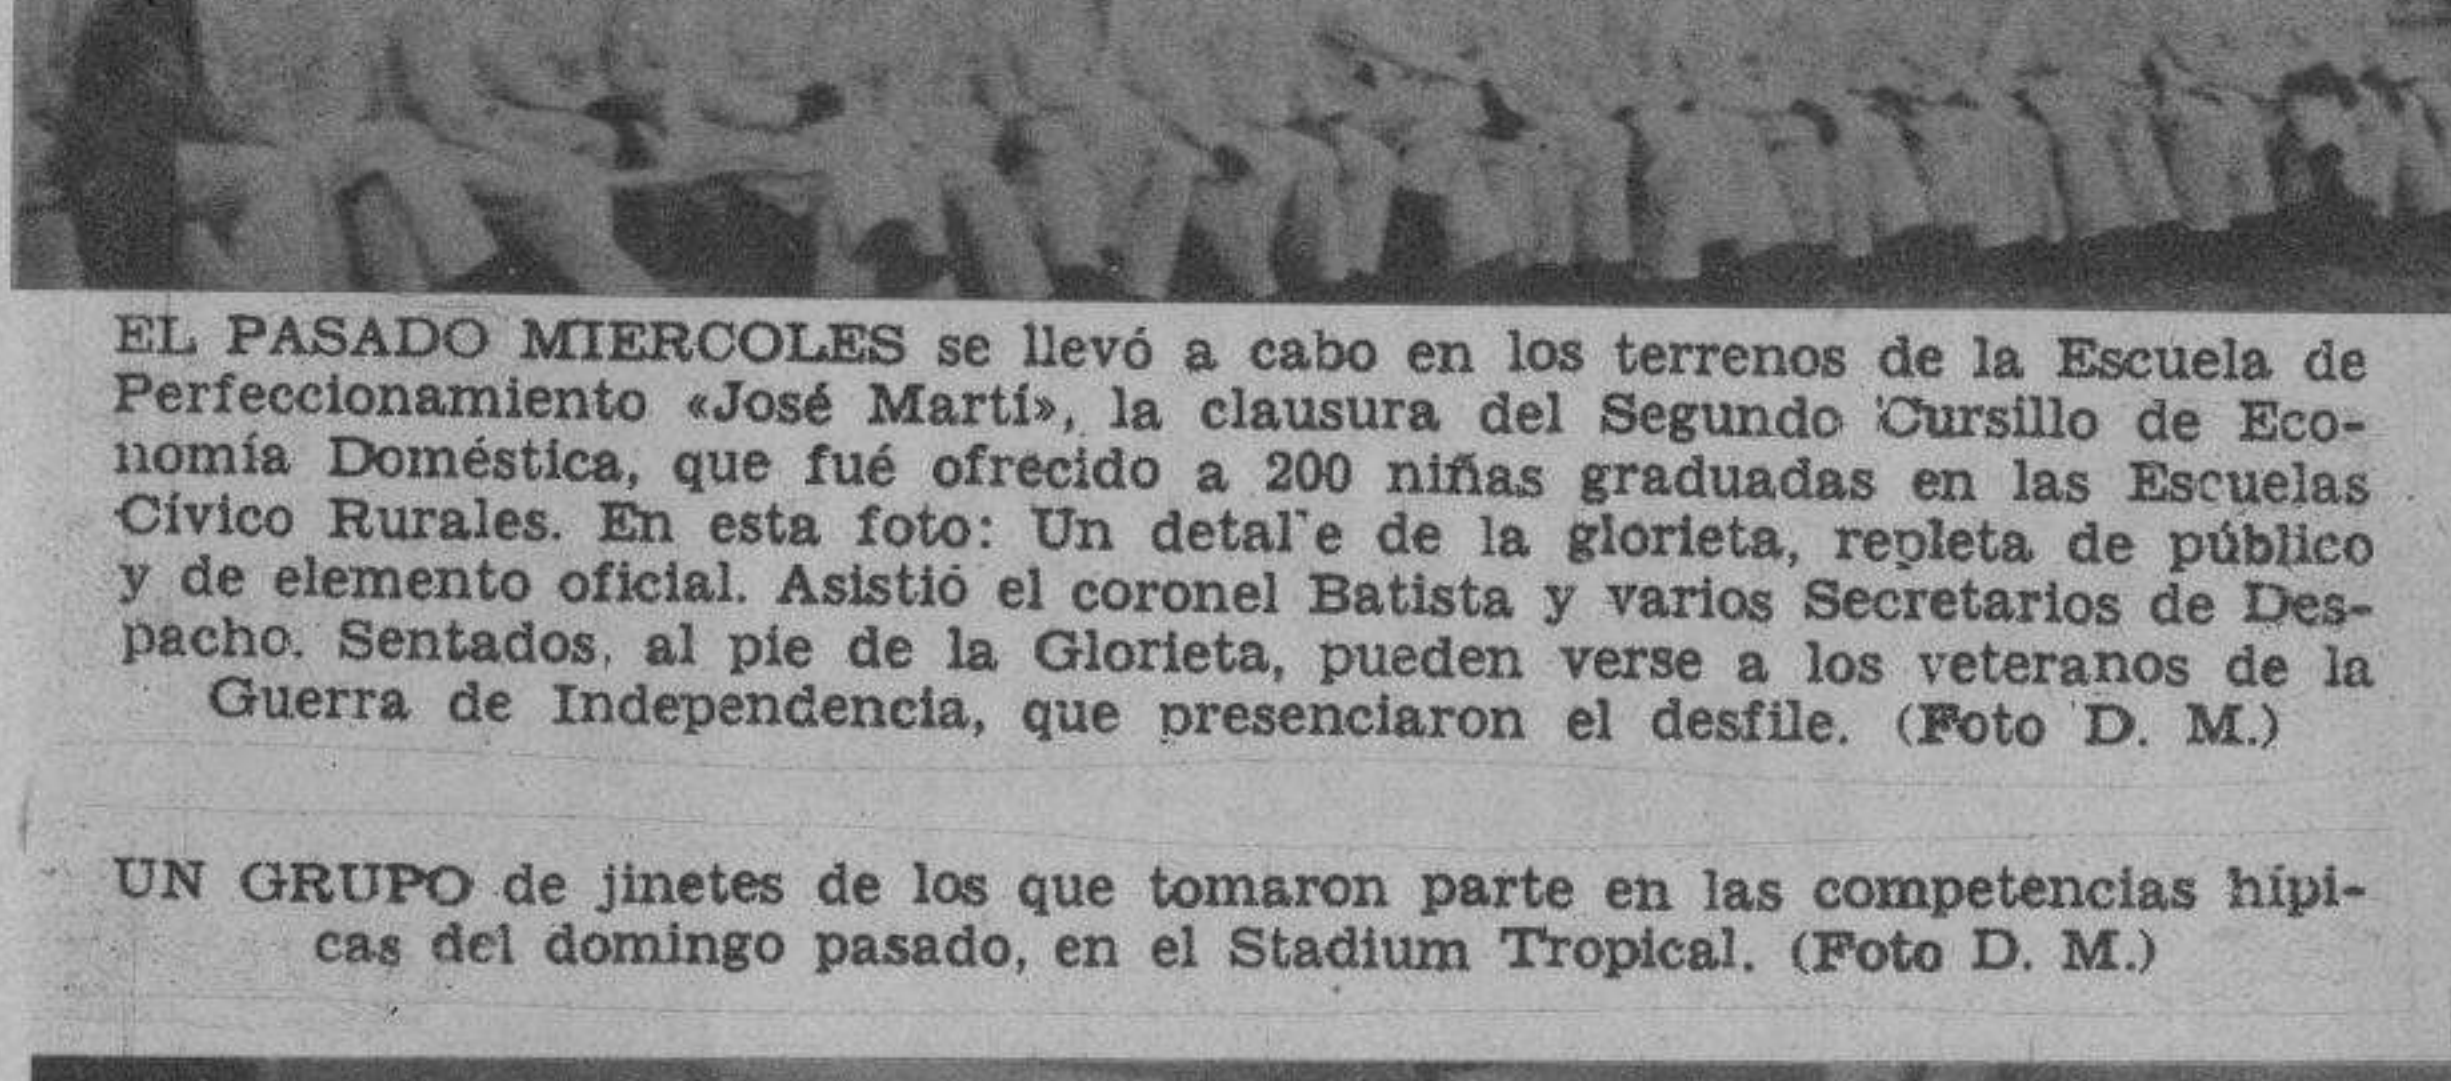 EL PASADO MIERCOLES se llevó a cabo en los terrenos de la Escuela de
Perfeccionamiento «José Martí», la clausura del Segundo Cursillo de Eco-
nomía Doméstica, que fué ofrecido a 200 niñas graduadas en las Escuelas
Cívico Rurales. En esta foto: Un detalle de la glorieta, repleta de público
y de elemento oficial. Asistió el coronel Batista y varios Secretarios de Des-
pacho. Sentados, al pie de la Glorieta, pueden verse a los veteranos de la
Guerra de Independencia, que presenciaron el desfile. (Foto D. M.)
UN GRUPO de jinetes de los que tomaron parte en las competencias hípi-
cas del domingo pasado, en el Stadium Tropical. (Foto D. M.)